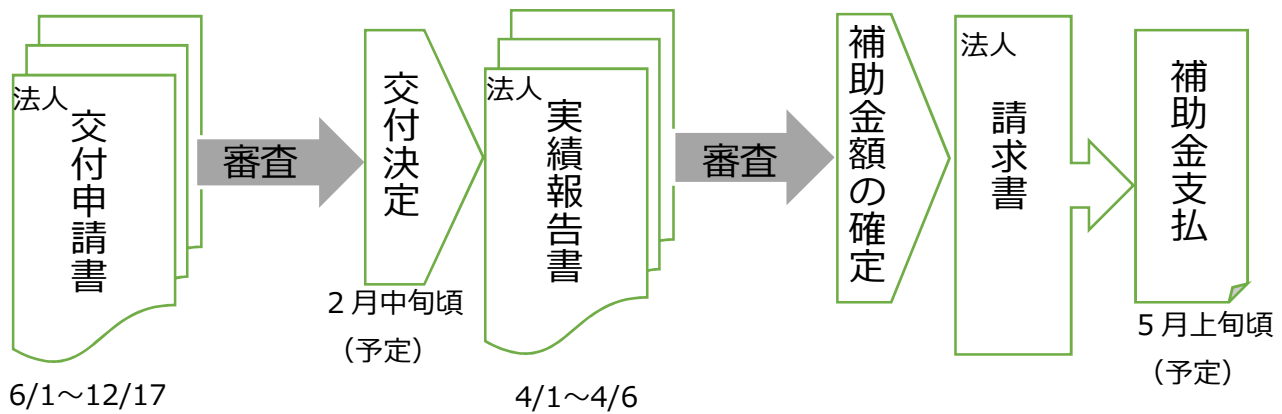 法人
交付申請書
6/1～12/17
審査
交付決定
２月中旬頃
（予定）
法人
実績報告書
4/1～4/6
審査
補助金額の確定
法人
請求書
補助金支払
５月上旬頃
（予定）